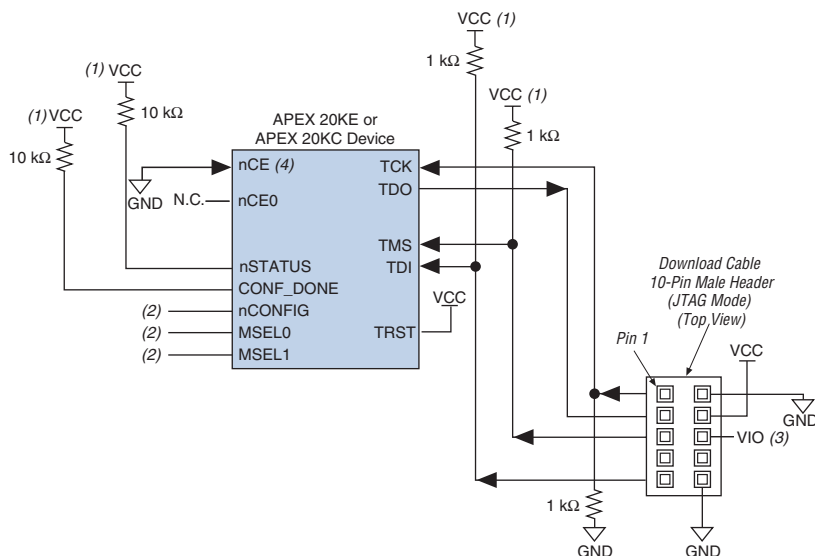 VCC (1)
1 kΩ
VCC (1)
1 kΩ
(1) VCC
10 kΩ
(1) VCC
10 kΩ
APEX 20KE or
APEX 20KC Device
nCE (4)
GND
N.C.
nCE0
nSTATUS
CONF_DONE
(2)
nCONFIG
(2)
MSEL0
(2)
MSEL1
TCK
TDO
TMS
TDI
TRST
VCC
Download Cable
10-Pin Male Header
(JTAG Mode)
(Top View)
Pin 1
VCC
GND
VIO (3)
1 kΩ
GND
GND